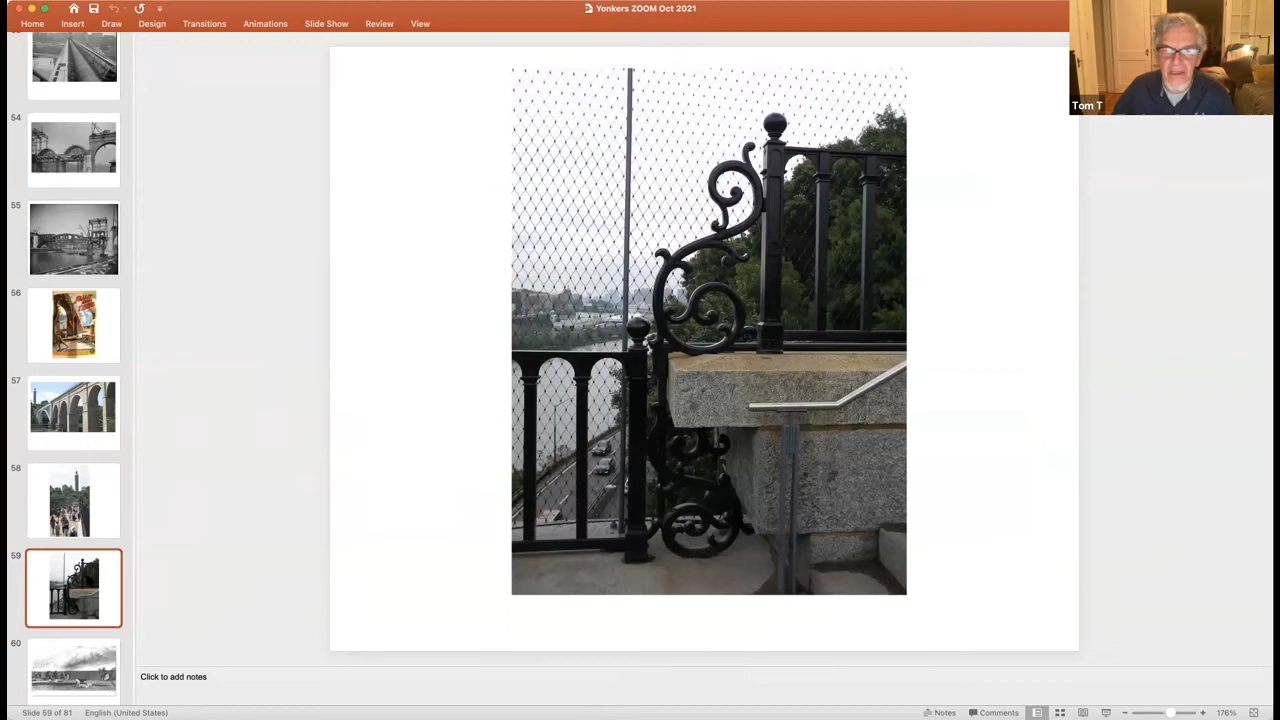 Yonkers ZOOM Oct 2021
Home
Insert
Draw
Design
Transitions
Animations
Slide Show
Review
View
Tom T
54
55
56
57
58
59
60
Click to add notes
Slide 59 of 81
English (United States)
Notes
Comments
176%